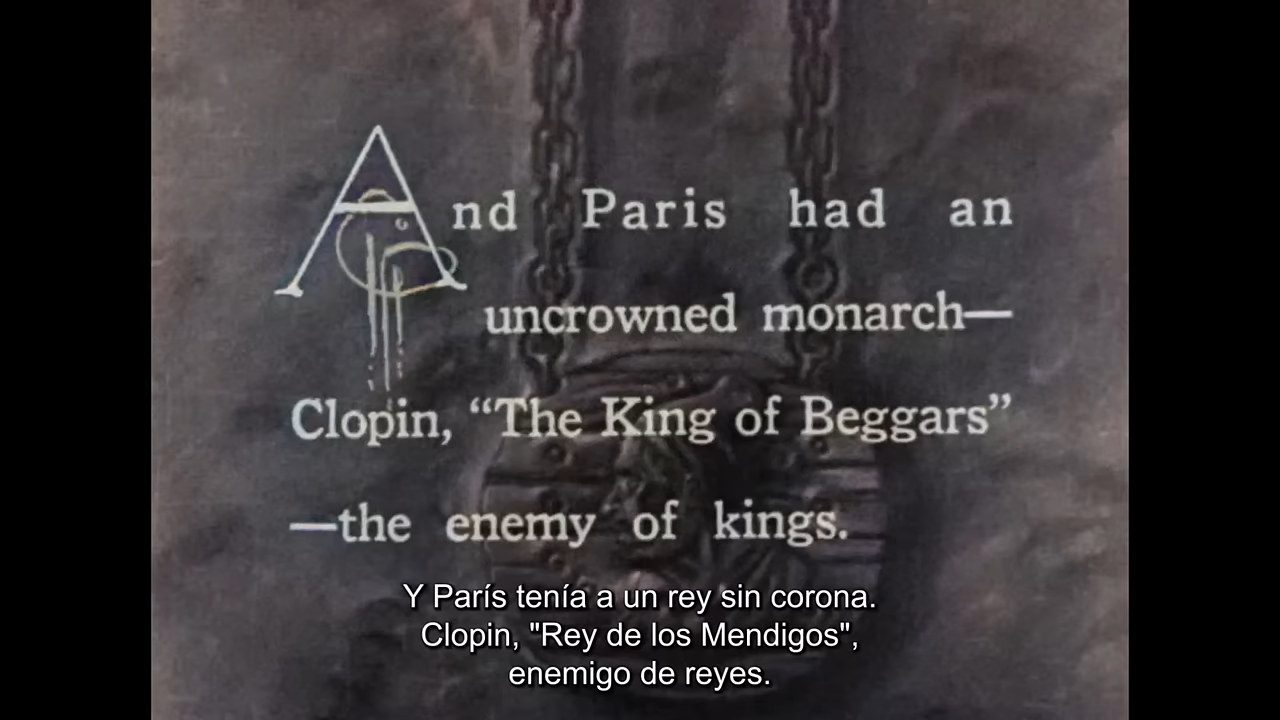 And Paris had an
uncrowned monarch—
Clopin, “The King of Beggars”
—the enemy of kings.
Y París tenía a un rey sin corona.
Clopin, "Rey de los Mendigos",
enemigo de reyes.